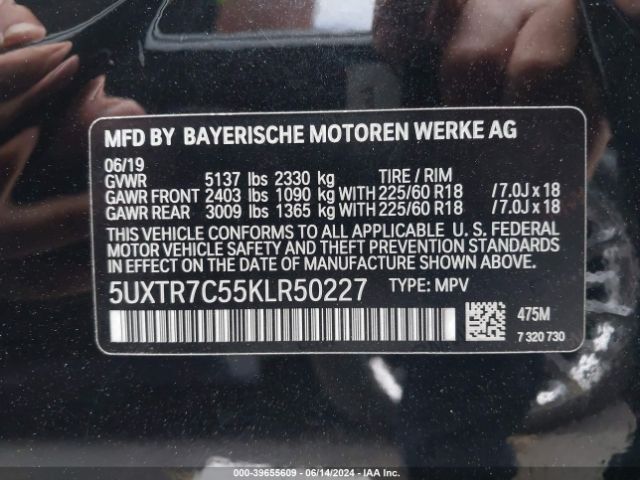 MFD BY BAYERISCHE MOTOREN WERKE AG
06/19
GVWR 5137 lbs 2330 kg TIRE / RIM
GAWR FRONT 2403 lbs 1090 kg WITH 225/60 R18 / 7.0J x 18
GAWR REAR 3009 lbs 1365 kg WITH 225/60 R18 / 7.0J x 18
THIS VEHICLE CONFORMS TO ALL APPLICABLE U. S. FEDERAL
MOTOR VEHICLE SAFETY AND THEFT PREVENTION STANDARDS
IN EFFECT ON THE DATE OF MANUFACTURE SHOWN ABOVE.
5UXTR7C55KLR50227 TYPE: MPV
475M
7 320 730
000-39655609 - 06/14/2024 - IAA Inc.